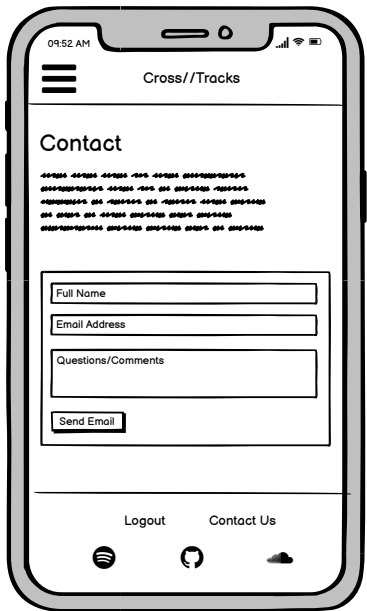 09:52 AM
Cross//Tracks
Contact
Full Name
Email Address
Questions/Comments
Send Email
Logout Contact Us